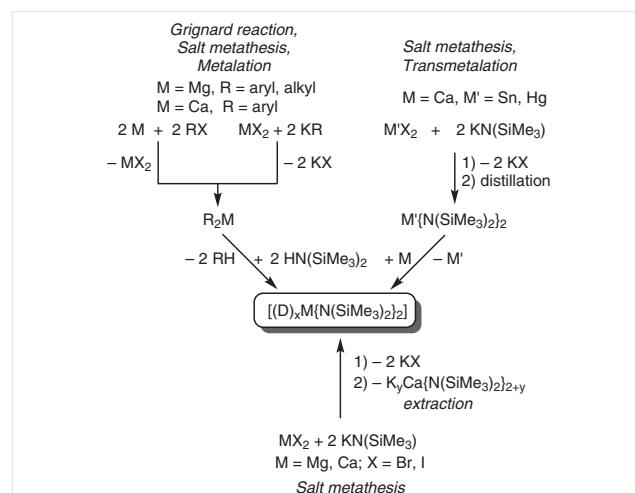 Grignard reaction,
Salt metathesis,
Metalation
M = Mg, R = aryl, alkyl
M = Ca, R = aryl
2 M + 2 RX MX₂ + 2 KR
– MX₂ – 2 KX
R₂M
– 2 RH + 2 HN(SiMe₃)₂
Salt metathesis,
Transmetalation
M = Ca, M' = Sn, Hg
M'X₂ + 2 KN(SiMe₃)
1) – 2 KX
2) distillation
M'{N(SiMe₃)₂}₂
+ M – M'
[(D)ₓM{N(SiMe₃)₂}₂]
1) – 2 KX
2) – KᵧCa{N(SiMe₃)₂}₂₊ᵧ
extraction
MX₂ + 2 KN(SiMe₃)
M = Mg, Ca; X = Br, I
Salt metathesis